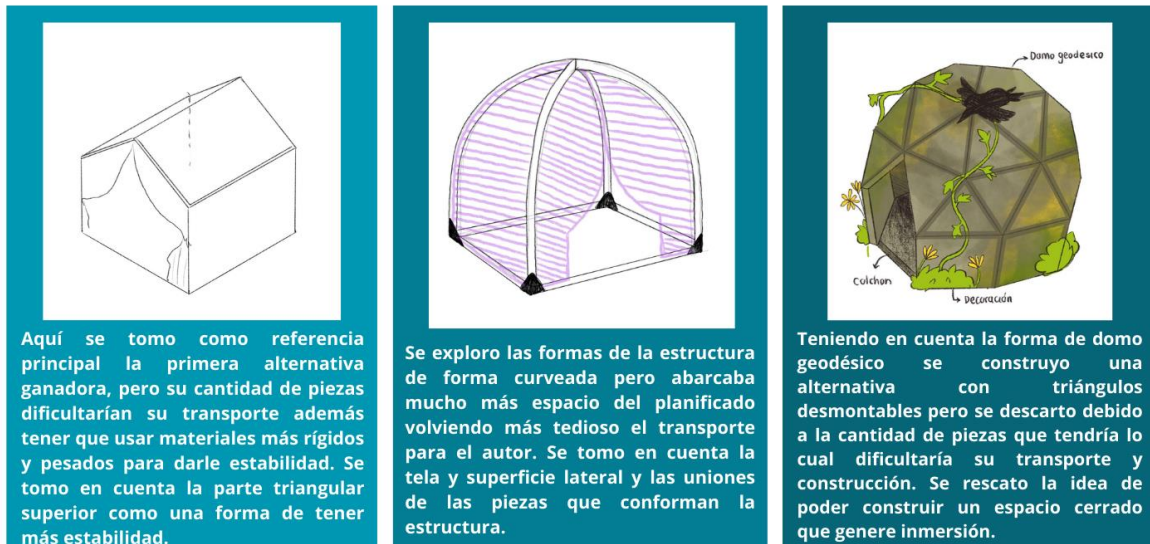 Aquí se tomo como referencia
principal la primera alternativa
ganadora, pero su cantidad de piezas
dificultarían su transporte además
tener que usar materiales más rígidos
y pesados para darle estabilidad. Se
tomo en cuenta la parte triangular
superior como una forma de tener
más estabilidad.
Se exploro las formas de la estructura
de forma curveada pero abarcaba
mucho más espacio del planificado
volviendo más tedioso el transporte
para el autor. Se tomo en cuenta la
tela y superficie lateral y las uniones
de las piezas que conforman la
estructura.
Domo geodesico
Colchon
Decoración
Teniendo en cuenta la forma de domo
geodésico se construyo una
alternativa con triángulos
desmontables pero se descarto debido
a la cantidad de piezas que tendría lo
cual dificultaría su transporte y
construcción. Se rescato la idea de
poder construir un espacio cerrado
que genere inmersión.